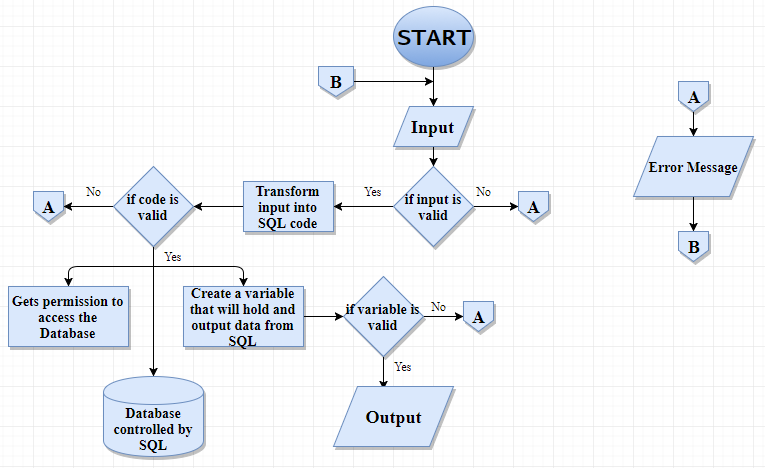 START
B
A
Input
Error Message
B
if input is
valid
Yes
No
A
Transform
input into
SQL code
if code is
valid
No
A
Yes
Gets permission to
access the
Database
Create a variable
that will hold and
output data from
SQL
if variable is
valid
No
A
Yes
Database
controlled by
SQL
Output